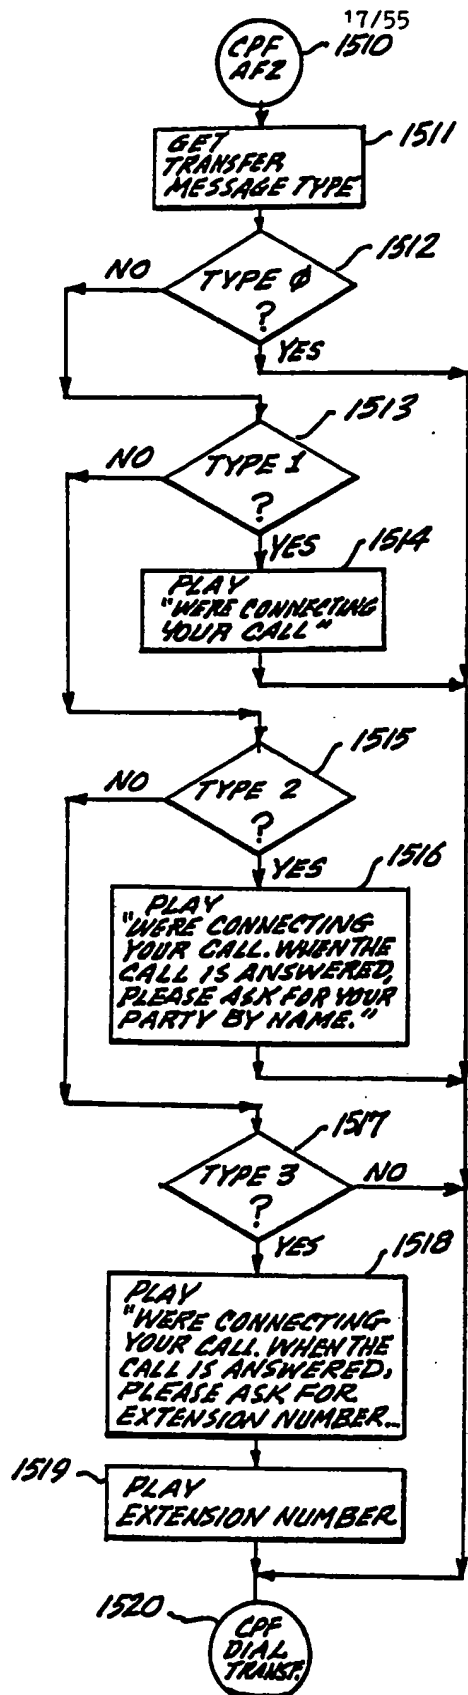 17/55
CPF
AFZ
1510
GET
TRANSFER
MESSAGE TYPE
1511
TYPE Ø
?
1512
NO
YES
TYPE 1
?
1513
NO
YES
PLAY
"WERE CONNECTING
YOUR CALL"
1514
TYPE 2
?
1515
NO
YES
PLAY
"WERE CONNECTING
YOUR CALL. WHEN THE
CALL IS ANSWERED,
PLEASE ASK FOR YOUR
PARTY BY NAME."
1516
TYPE 3
?
1517
NO
YES
PLAY
"WERE CONNECTING
YOUR CALL. WHEN THE
CALL IS ANSWERED,
PLEASE ASK FOR
EXTENSION NUMBER...
1518
1519
PLAY
EXTENSION NUMBER
1520
CPF
DIAL
TRANSF.